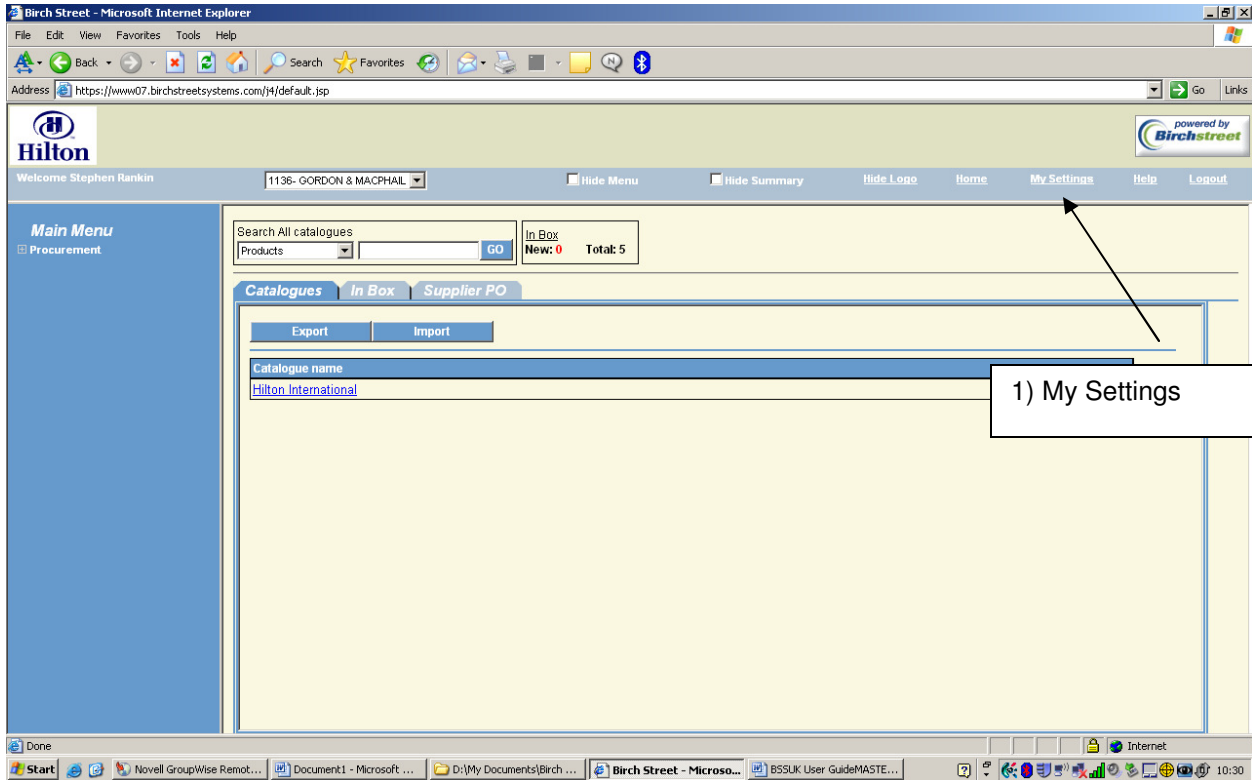 Birch Street - Microsoft Internet Explorer
File Edit View Favorites Tools Help
Back Search Favorites
Address https://www07.birchstreetsystems.com/j4/default.jsp Go Links
Hilton
powered by
Birchstreet
Welcome Stephen Rankin 1136- GORDON & MACPHAIL Hide Menu Hide Summary Hide Logo Home My Settings Help Logout
Main Menu
Procurement
Search All catalogues
Products GO
In Box
New: 0 Total: 5
Catalogues In Box Supplier PO
Export Import
Catalogue name
Hilton International
1) My Settings
Done Internet
Start Novell GroupWise Remot... Document1 - Microsoft ... D:\My Documents\Birch ... Birch Street - Microso... BSSUK User GuideMASTE... 10:30